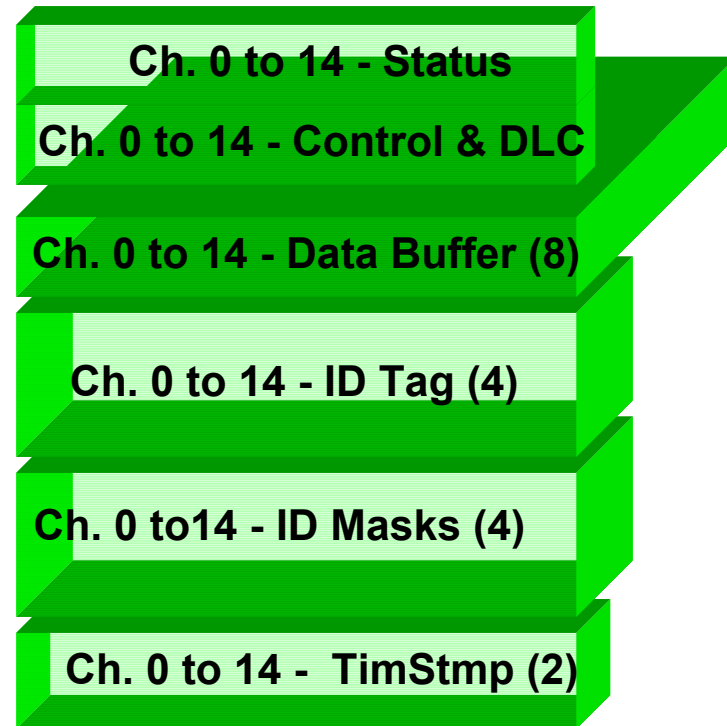 Ch. 0 to 14 - Status
Ch. 0 to 14 - Control & DLC
Ch. 0 to 14 - Data Buffer (8)
Ch. 0 to 14 - ID Tag (4)
Ch. 0 to14 - ID Masks (4)
Ch. 0 to 14 -  TimStmp (2)